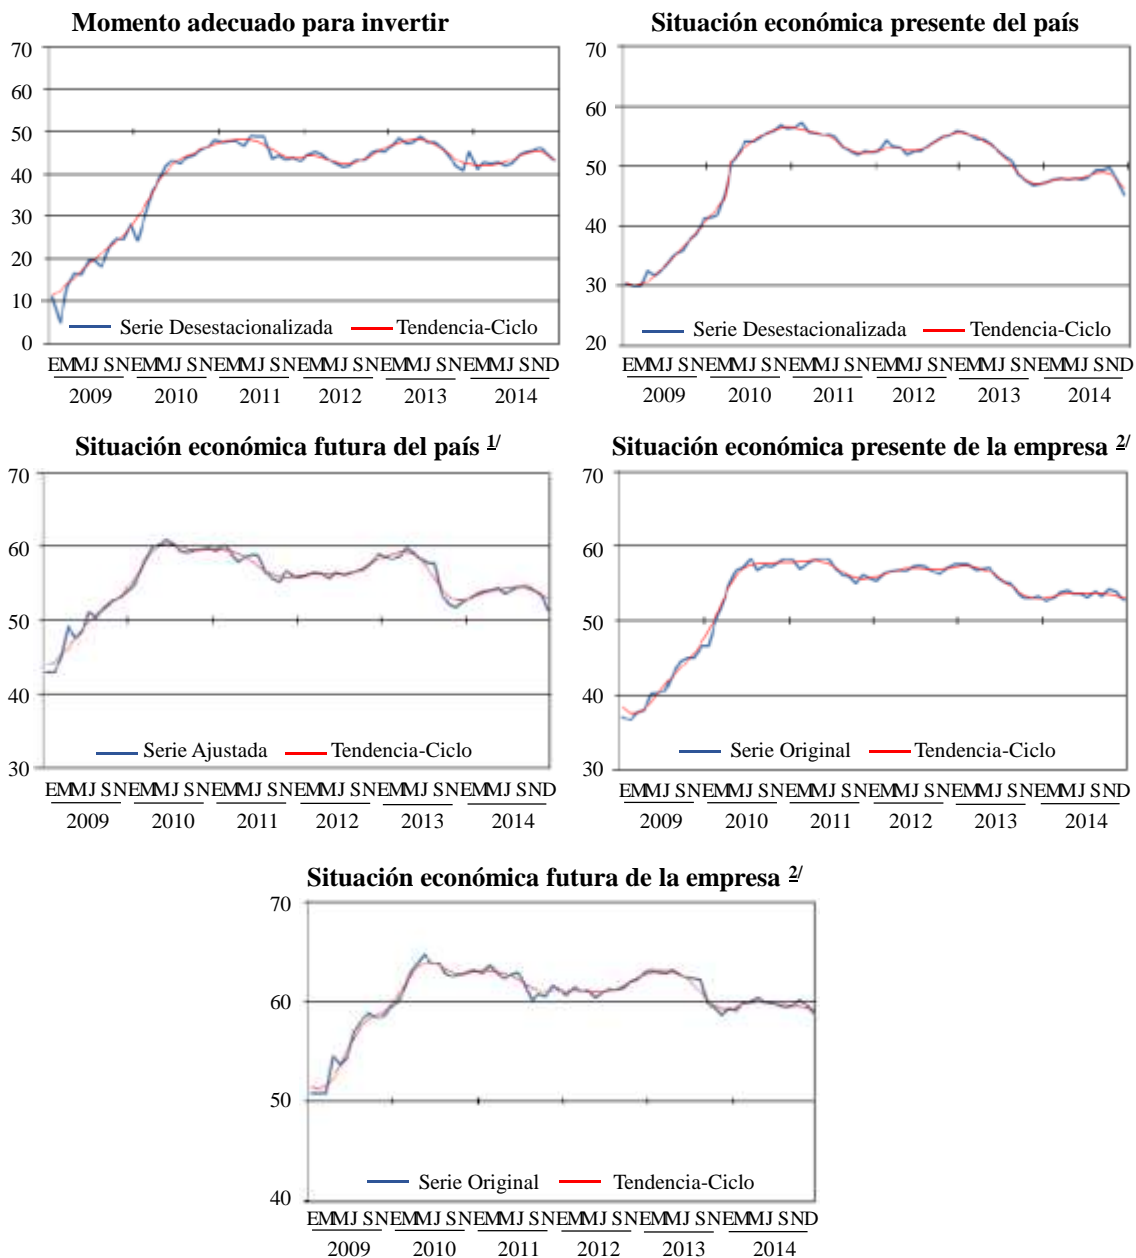 Momento adecuado para invertir
70
60
50
40
30
20
10
0
Serie Desestacionalizada
Tendencia-Ciclo
EMMJ SNEMMJ SNEMMJ SNEMMJ SNEMMJ SNEMMJ SND
2009 2010 2011 2012 2013 2014
Situación económica presente del país
70
60
50
40
30
20
Serie Desestacionalizada
Tendencia-Ciclo
EMMJ SNEMMJ SNEMMJ SNEMMJ SNEMMJ SNEMMJ SND
2009 2010 2011 2012 2013 2014
Situación económica futura del país 1/
70
60
50
40
30
Serie Ajustada
Tendencia-Ciclo
EMMJ SNEMMJ SNEMMJ SNEMMJ SNEMMJ SNEMMJ SND
2009 2010 2011 2012 2013 2014
Situación económica presente de la empresa 2/
70
60
50
40
30
Serie Original
Tendencia-Ciclo
EMMJ SNEMMJ SNEMMJ SNEMMJ SNEMMJ SNEMMJ SND
2009 2010 2011 2012 2013 2014
Situación económica futura de la empresa 2/
70
60
50
40
Serie Original
Tendencia-Ciclo
EMMJ SNEMMJ SNEMMJ SNEMMJ SNEMMJ SNEMMJ SND
2009 2010 2011 2012 2013 2014